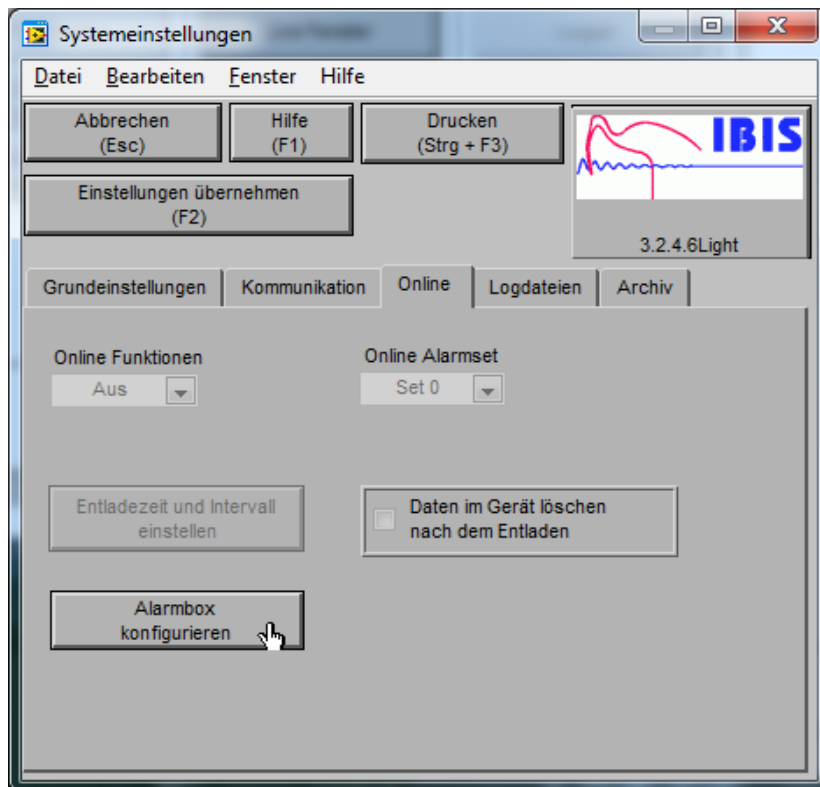 Systemeinstellungen
Datei Bearbeiten Fenster Hilfe
Abbrechen
(Esc)
Hilfe
(F1)
Drucken
(Strg + F3)
IBIS
Einstellungen übernehmen
(F2)
3.2.4.6Light
Grundeinstellungen Kommunikation Online Logdateien Archiv
Online Funktionen
Aus
Online Alarmset
Set 0
Entladezeit und Intervall
einstellen
Daten im Gerät löschen
nach dem Entladen
Alarmbox
konfigurieren